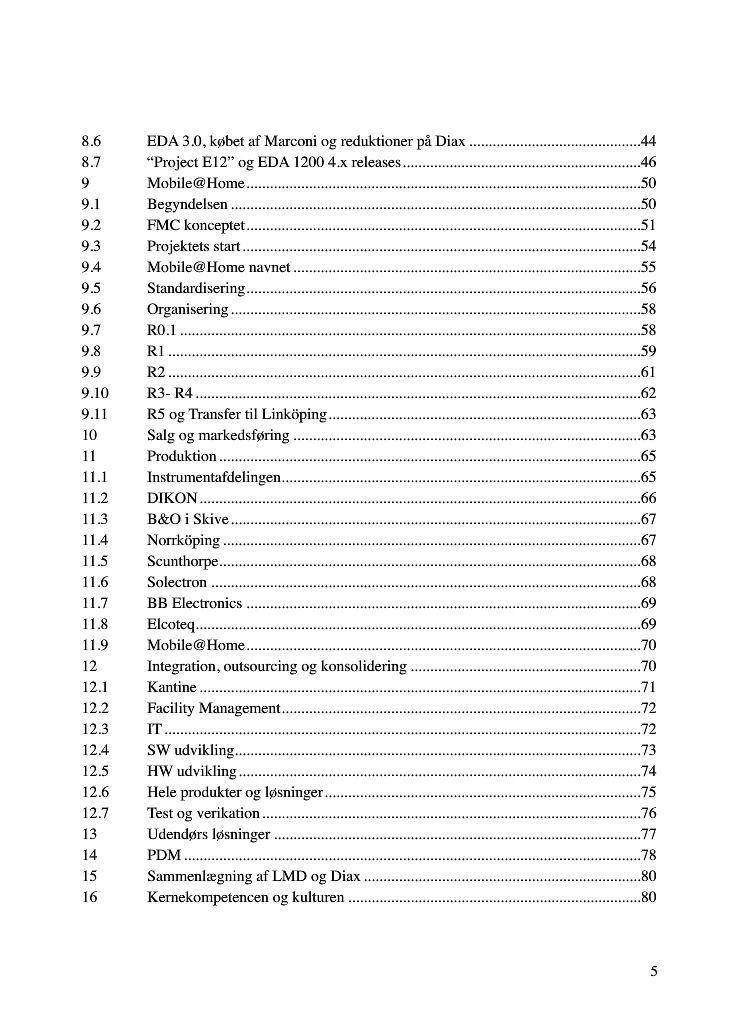 8.6 EDA 3.0, købet af Marconi og reduktioner på Diax ............................................44
8.7 “Project E12” og EDA 1200 4.x releases.............................................................46
9 Mobile@Home.....................................................................................................50
9.1 Begyndelsen .........................................................................................................50
9.2 FMC konceptet.....................................................................................................51
9.3 Projektets start......................................................................................................54
9.4 Mobile@Home navnet .........................................................................................55
9.5 Standardisering.....................................................................................................56
9.6 Organisering .........................................................................................................58
9.7 R0.1 ......................................................................................................................58
9.8 R1 .........................................................................................................................59
9.9 R2 .........................................................................................................................61
9.10 R3- R4 ..................................................................................................................62
9.11 R5 og Transfer til Linköping................................................................................63
10 Salg og markedsføring .........................................................................................63
11 Produktion ............................................................................................................65
11.1 Instrumentafdelingen............................................................................................65
11.2 DIKON.................................................................................................................66
11.3 B&O i Skive.........................................................................................................67
11.4 Norrköping ...........................................................................................................67
11.5 Scunthorpe............................................................................................................68
11.6 Solectron ..............................................................................................................68
11.7 BB Electronics .....................................................................................................69
11.8 Elcoteq..................................................................................................................69
11.9 Mobile@Home.....................................................................................................70
12 Integration, outsourcing og konsolidering ...........................................................70
12.1 Kantine .................................................................................................................71
12.2 Facility Management............................................................................................72
12.3 IT ..........................................................................................................................72
12.4 SW udvikling........................................................................................................73
12.5 HW udvikling.......................................................................................................74
12.6 Hele produkter og løsninger.................................................................................75
12.7 Test og verikation.................................................................................................76
13 Udendørs løsninger ..............................................................................................77
14 PDM .....................................................................................................................78
15 Sammenlægning af LMD og Diax .......................................................................80
16 Kernekompetencen og kulturen ...........................................................................80
5